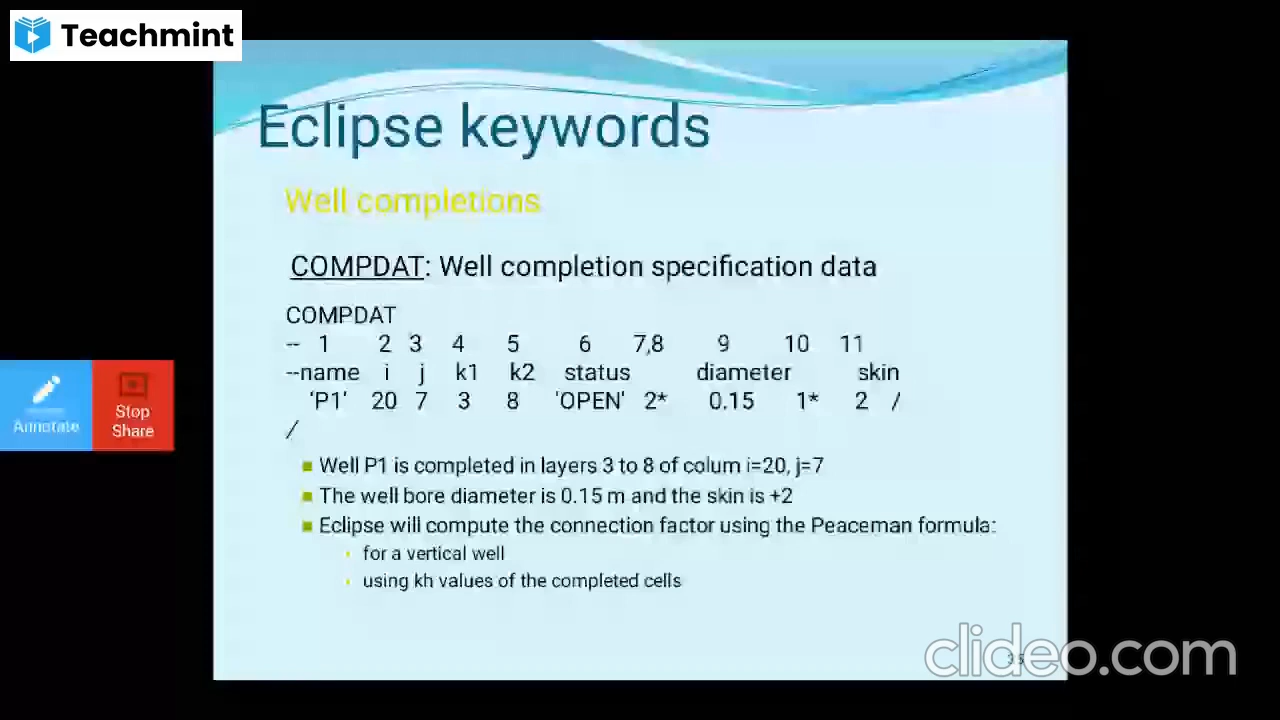 Teachmint
Eclipse keywords
Well completions
COMPDAT: Well completion specification data
COMPDAT
-- 1 2 3 4 5 6 7,8 9 10 11
--name i j k1 k2 status diameter skin
'P1' 20 7 3 8 'OPEN' 2* 0.15 1* 2 /
/
Well P1 is completed in layers 3 to 8 of colum i=20, j=7
The well bore diameter is 0.15 m and the skin is +2
Eclipse will compute the connection factor using the Peaceman formula:
for a vertical well
using kh values of the completed cells
Annotate
Stop
Share
clideo.com